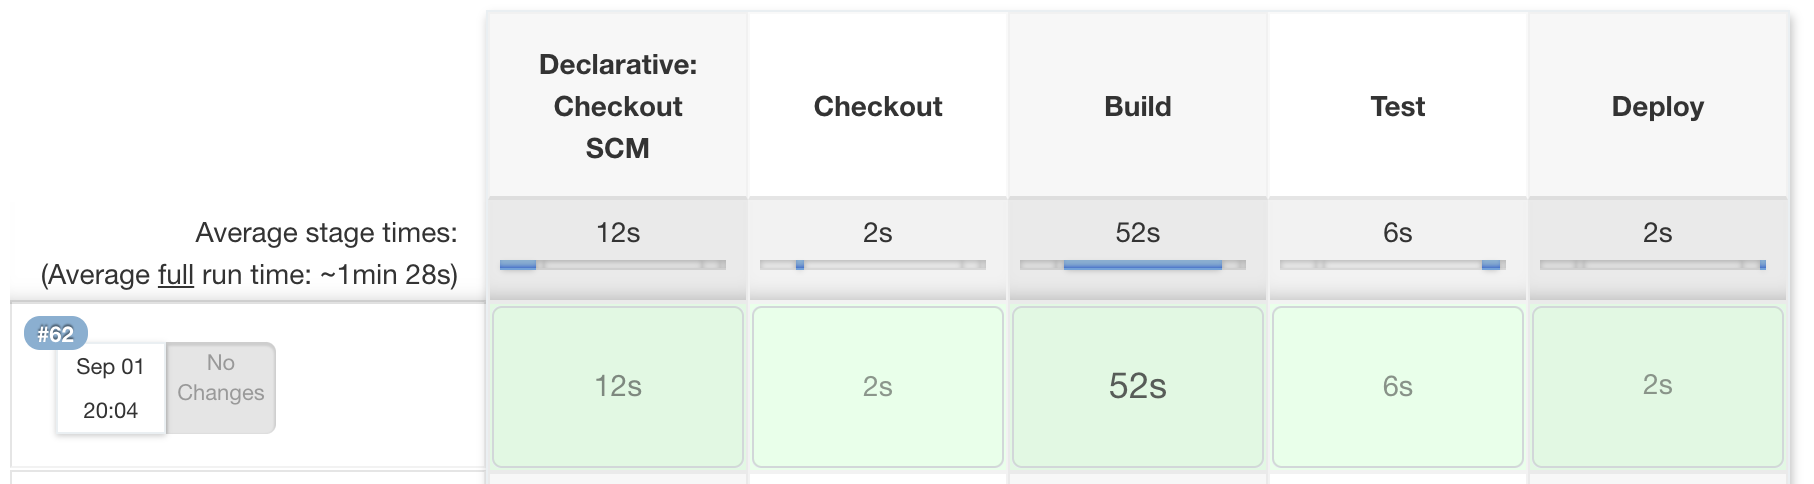 Declarative:
Checkout
SCM
Checkout
Build
Test
Deploy
Average stage times:
(Average full run time: ~1min 28s)
12s
2s
52s
6s
2s
#62
Sep 01
20:04
No
Changes
12s
2s
52s
6s
2s